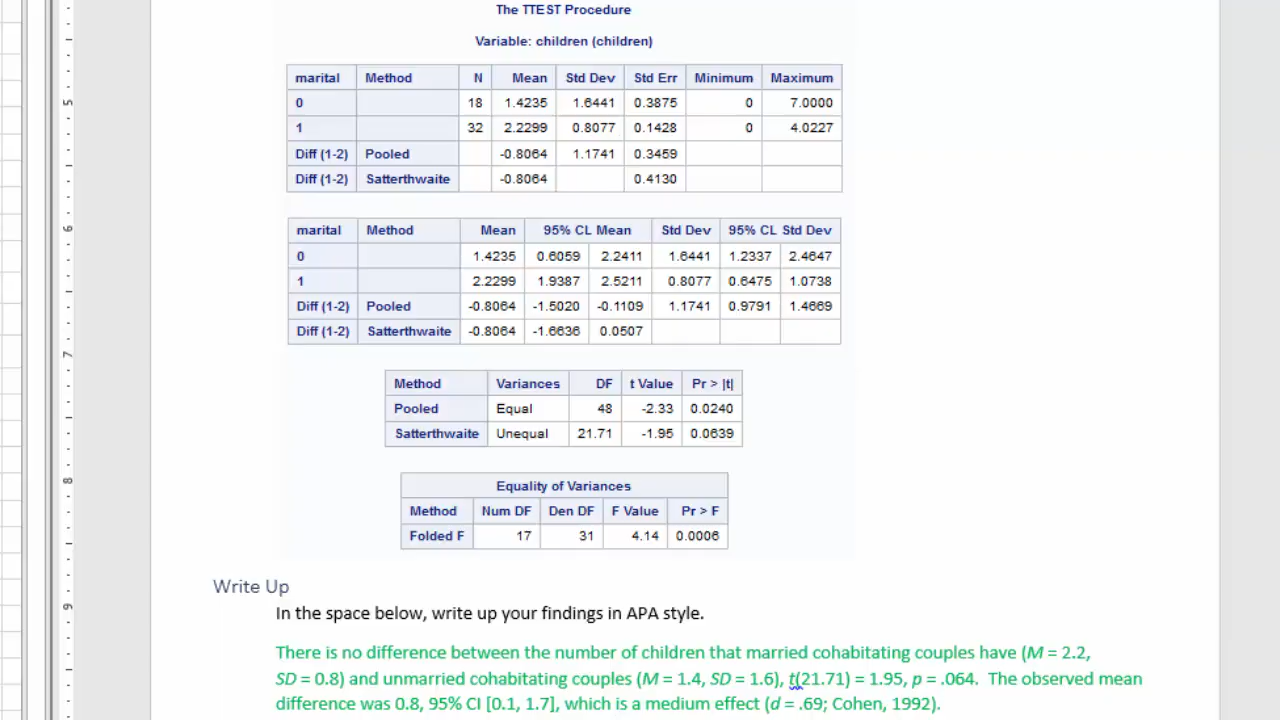 The TTEST Procedure
Variable: children (children)
marital Method N Mean Std Dev Std Err Minimum Maximum
0 18 1.4235 1.6441 0.3875 0 7.0000
1 32 2.2299 0.8077 0.1428 0 4.0227
Diff (1-2) Pooled -0.8064 1.1741 0.3459
Diff (1-2) Satterthwaite -0.8064 0.4130
marital Method Mean 95% CL Mean Std Dev 95% CL Std Dev
0 1.4235 0.6059 2.2411 1.6441 1.2337 2.4647
1 2.2299 1.9387 2.5211 0.8077 0.6475 1.0738
Diff (1-2) Pooled -0.8064 -1.5020 -0.1109 1.1741 0.9791 1.4669
Diff (1-2) Satterthwaite -0.8064 -1.6636 0.0507
Method Variances DF t Value Pr > |t|
Pooled Equal 48 -2.33 0.0240
Satterthwaite Unequal 21.71 -1.95 0.0639
Equality of Variances
Method Num DF Den DF F Value Pr > F
Folded F 17 31 4.14 0.0006
Write Up
In the space below, write up your findings in APA style.
There is no difference between the number of children that married cohabitating couples have (M = 2.2,
SD = 0.8) and unmarried cohabitating couples (M = 1.4, SD = 1.6), t(21.71) = 1.95, p = .064. The observed mean
difference was 0.8, 95% CI [0.1, 1.7], which is a medium effect (d = .69; Cohen, 1992).
5
6
7
8
9